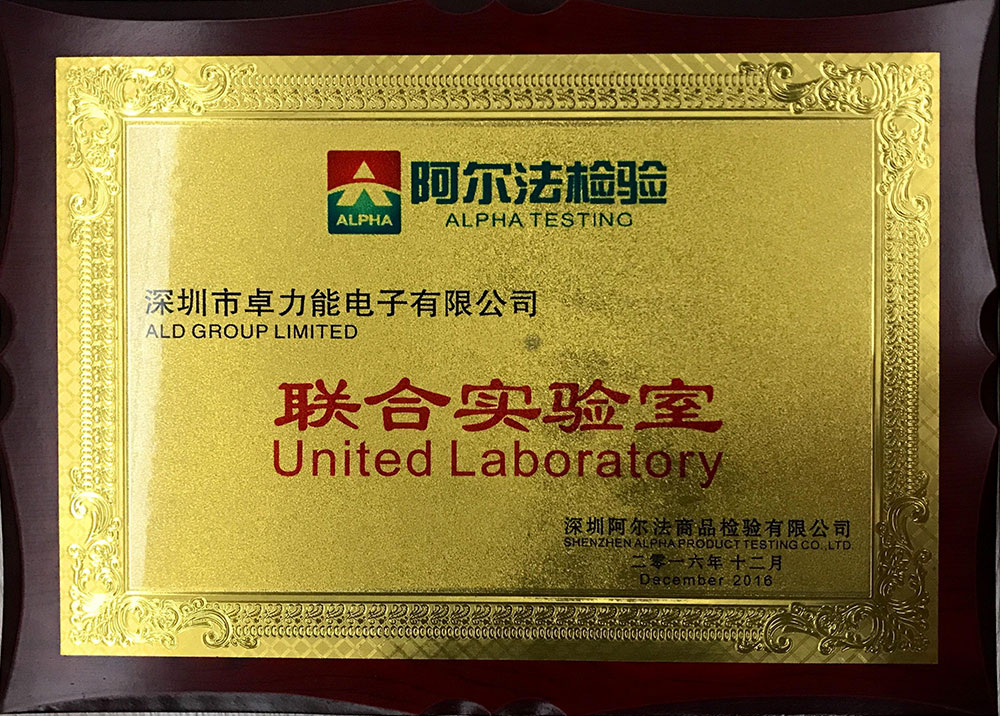 ALPHA
阿尔法检验
ALPHA TESTING
深圳市卓力能电子有限公司
ALD GROUP LIMITED
联合实验室
United Laboratory
深圳阿尔法商品检验有限公司
SHENZHEN ALPHA PRODUCT TESTING CO.,LTD.
二零一六年十二月
December 2016